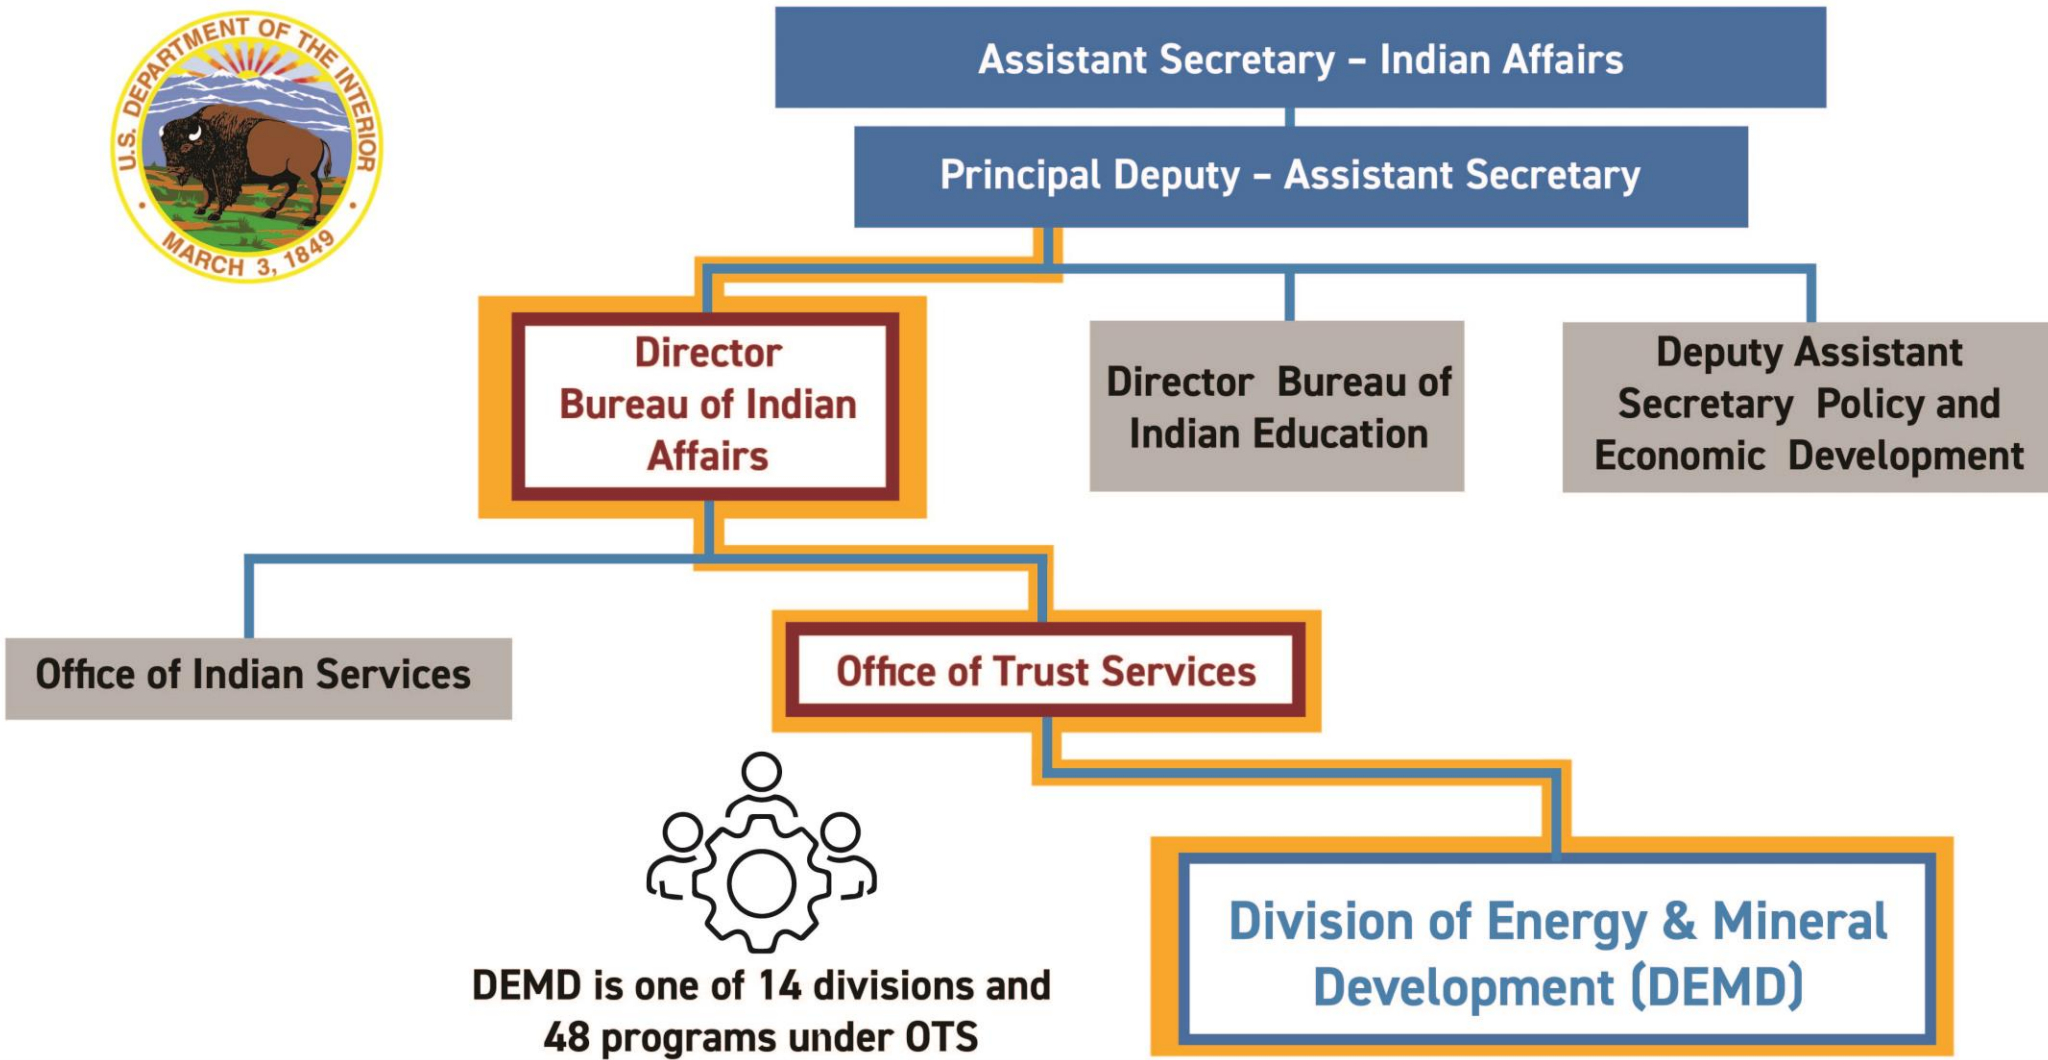 U.S. DEPARTMENT OF THE INTERIOR
MARCH 3, 1849
Assistant Secretary – Indian Affairs
Principal Deputy – Assistant Secretary
Director
Bureau of Indian
Affairs
Director Bureau of
Indian Education
Deputy Assistant
Secretary Policy and
Economic Development
Office of Indian Services
Office of Trust Services
DEMD is one of 14 divisions and
48 programs under OTS
Division of Energy & Mineral
Development (DEMD)